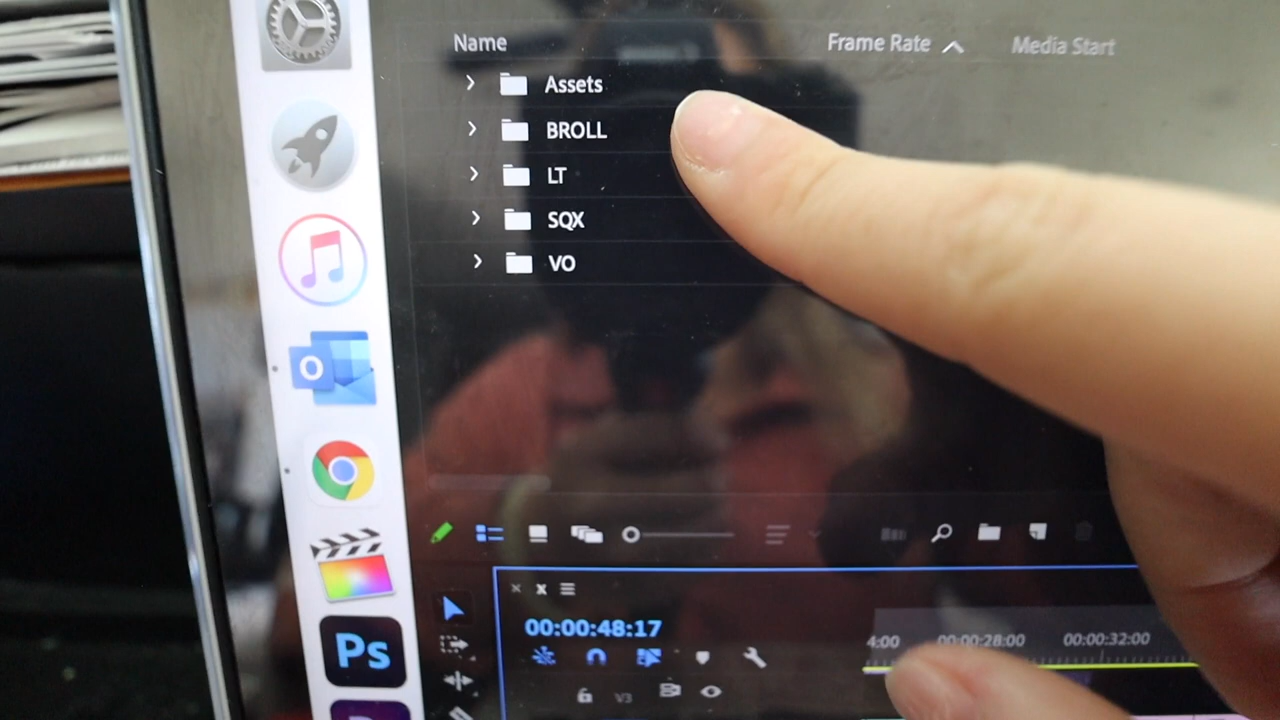 Name Frame Rate Media Start
Assets
BROLL
LT
SQX
VO
x
00:00:48:17
4:00 00:00:28:00 00:00:32:00
V3
O
Ps